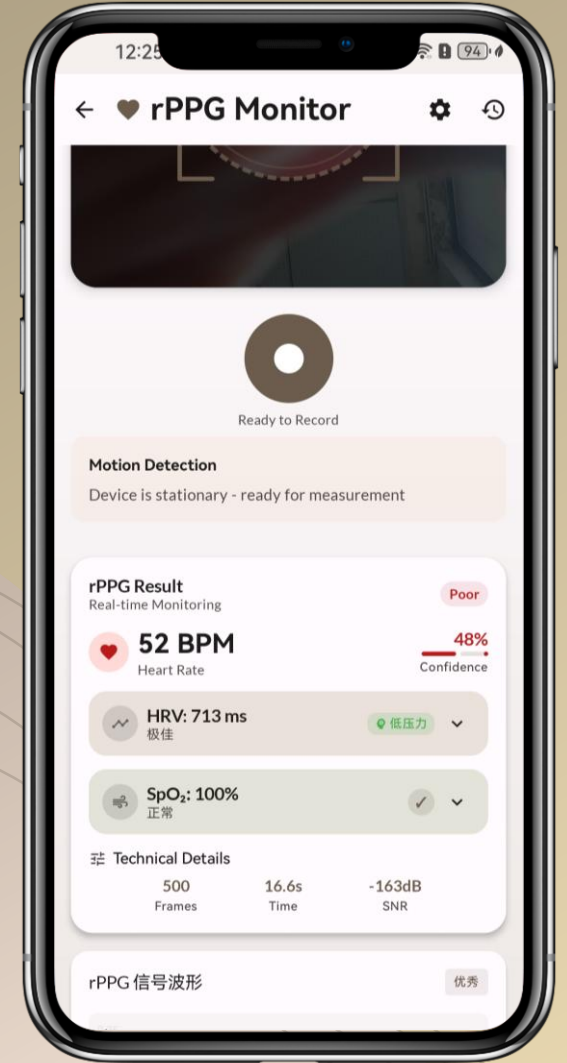 12:25
94
rPPG Monitor
Ready to Record
Motion Detection
Device is stationary - ready for measurement
rPPG Result
Poor
Real-time Monitoring
52 BPM
48%
Heart Rate
Confidence
HRV: 713 ms
极佳
低压力
SpO₂: 100%
正常
Technical Details
500
16.6s
-163dB
Frames
Time
SNR
rPPG 信号波形
优秀